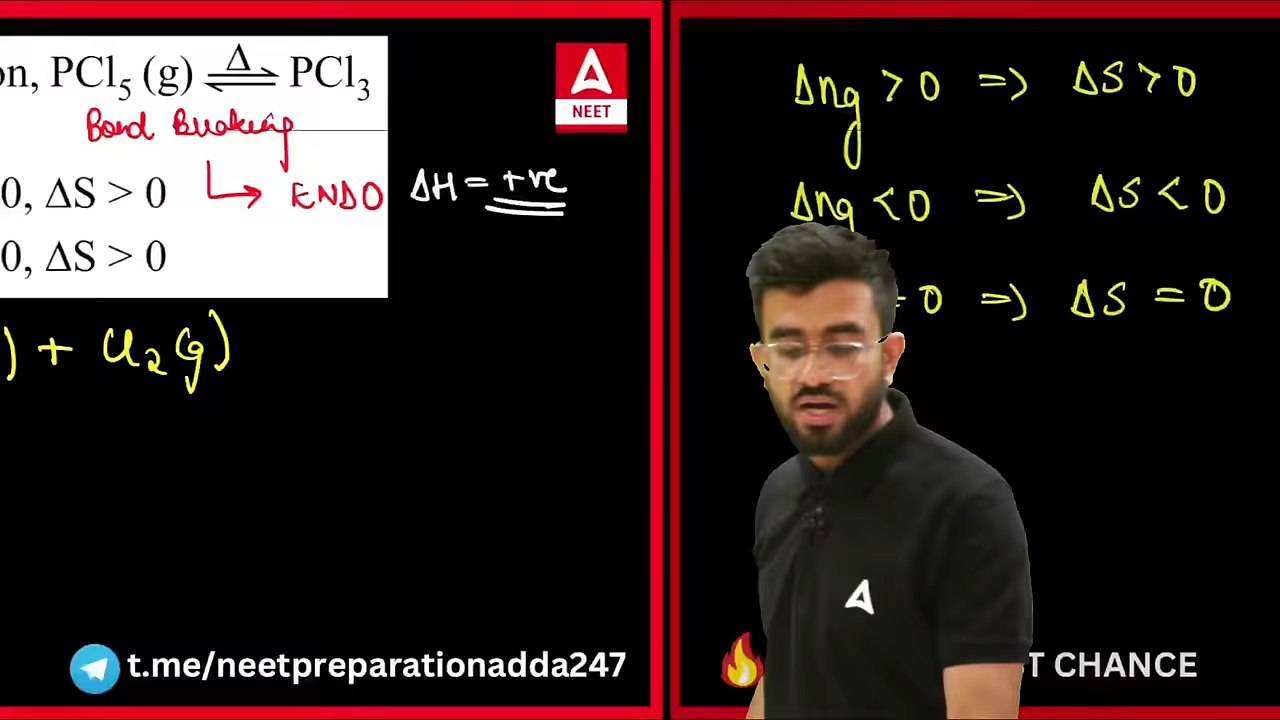 on, PCl₅ (g) ⇌ PCl₃
Δ
Bond Breaking
0, ΔS > 0
ENDO
ΔH = +ve
0, ΔS > 0
) + Cl₂(g)
NEET
Δng > 0 ⇒ ΔS > 0
Δng < 0 ⇒ ΔS < 0
= 0 ⇒ ΔS = 0
t.me/neetpreparationadda247
T CHANCE